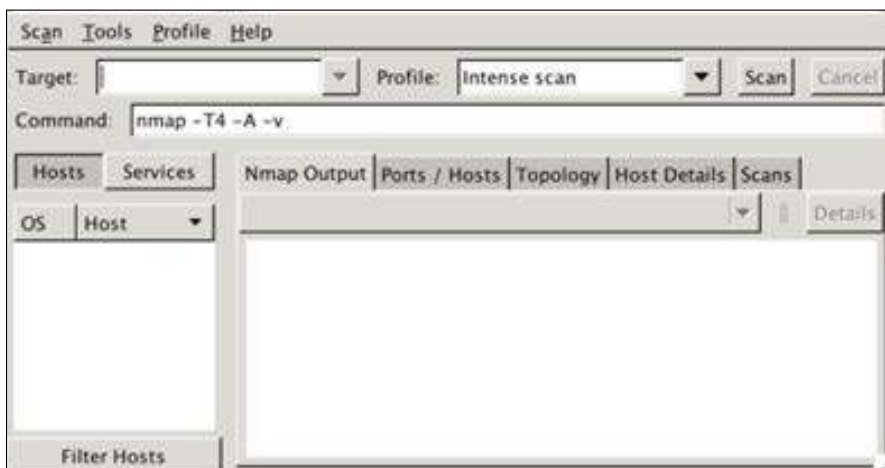 Scan Tools Profile Help
Target: Profile: Intense scan Scan Cancel
Command: nmap -T4 -A -v
Hosts Services Nmap Output Ports / Hosts Topology Host Details Scans
OS Host Details
Filter Hosts